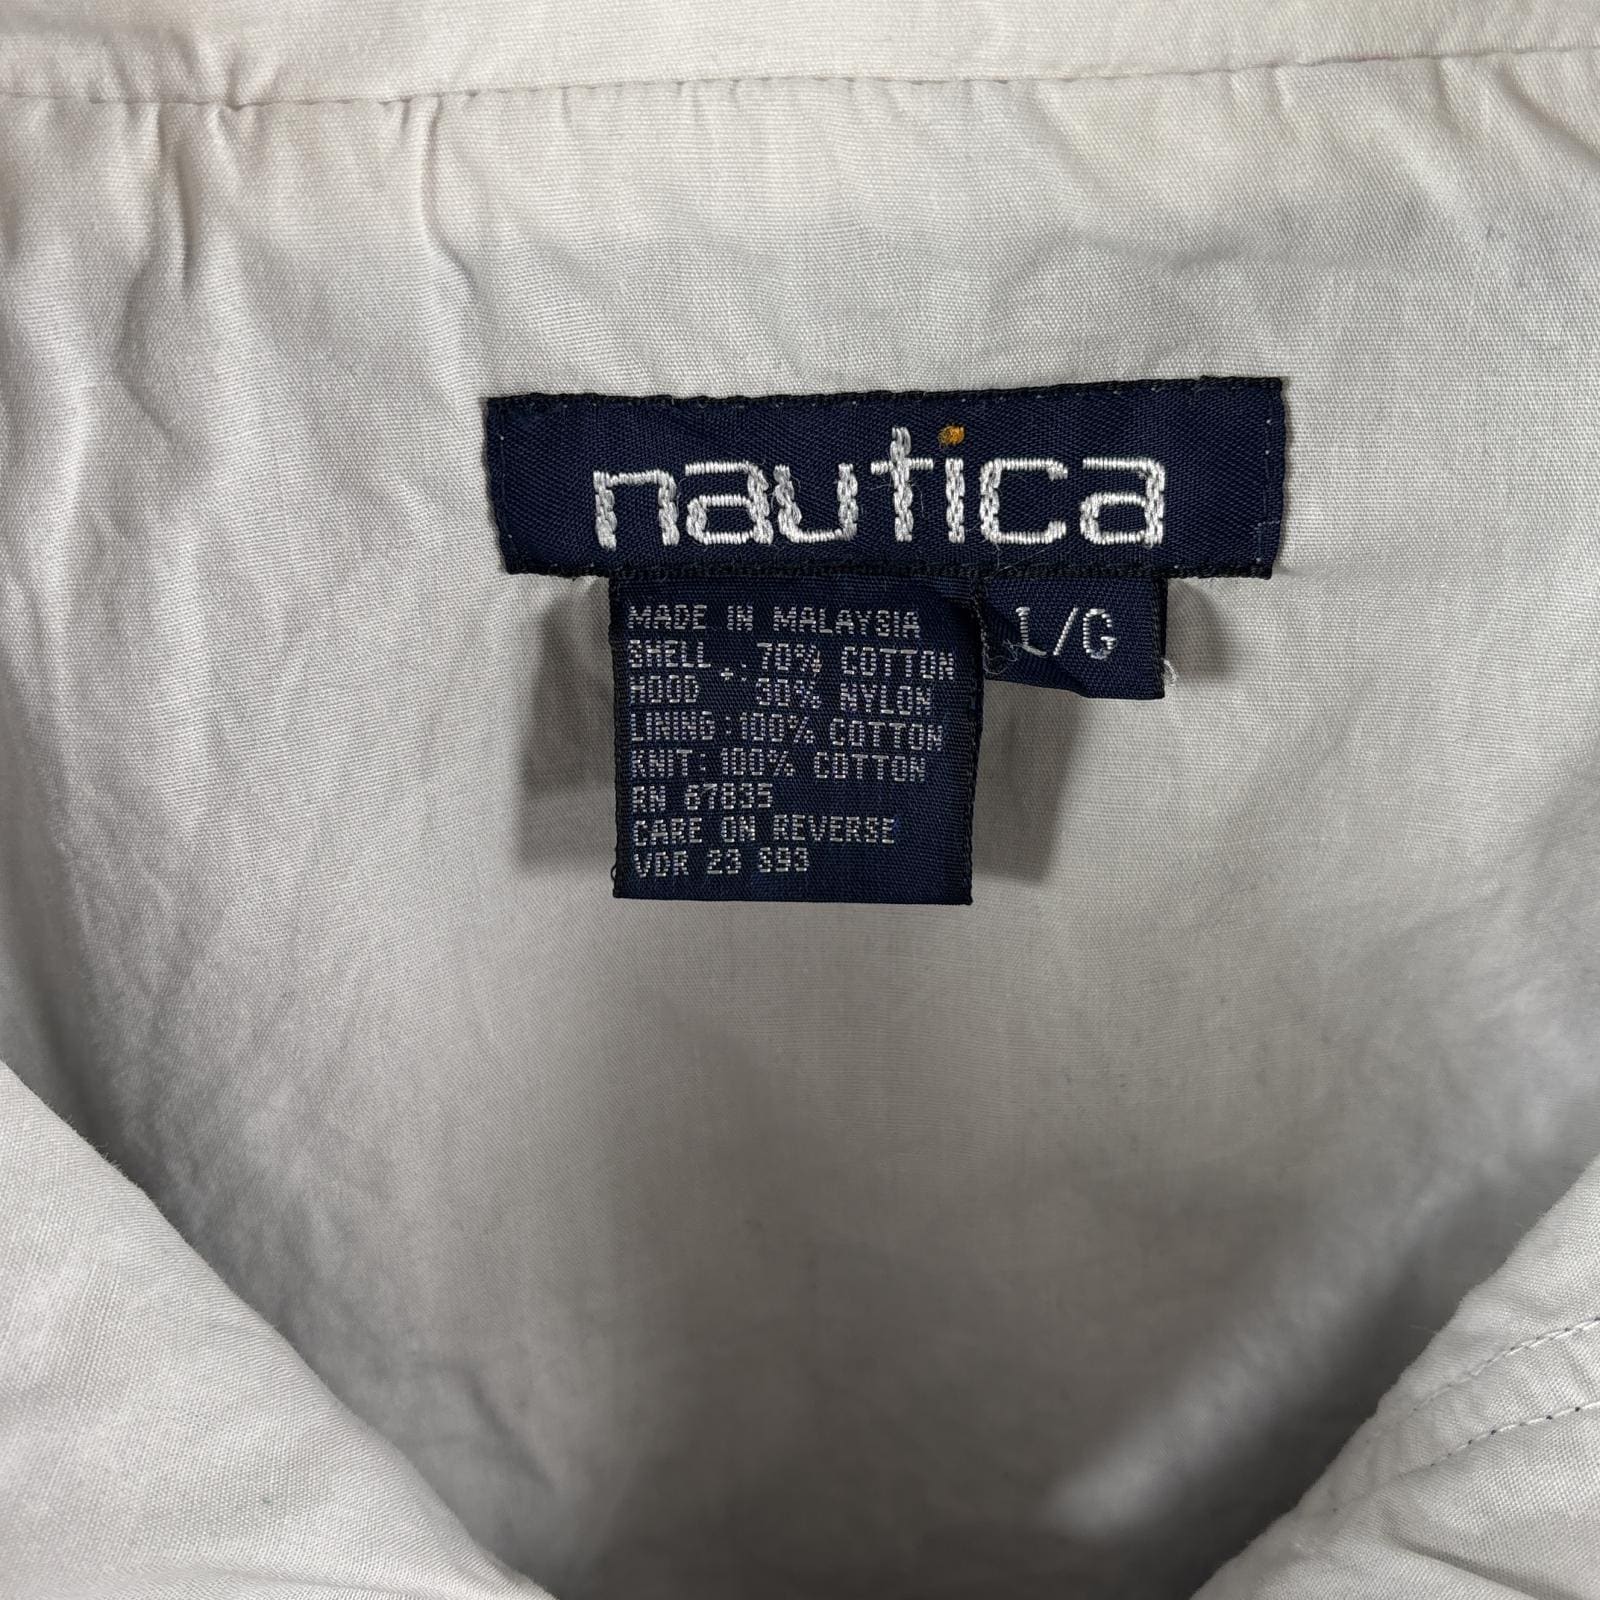 nautica
L/G
MADE IN MALAYSIA
SHELL + . 70% COTTON
HOOD 30% NYLON
LINING:100% COTTON
KNIT: 100% COTTON
RN 67835
CARE ON REVERSE
VDR 23 S93